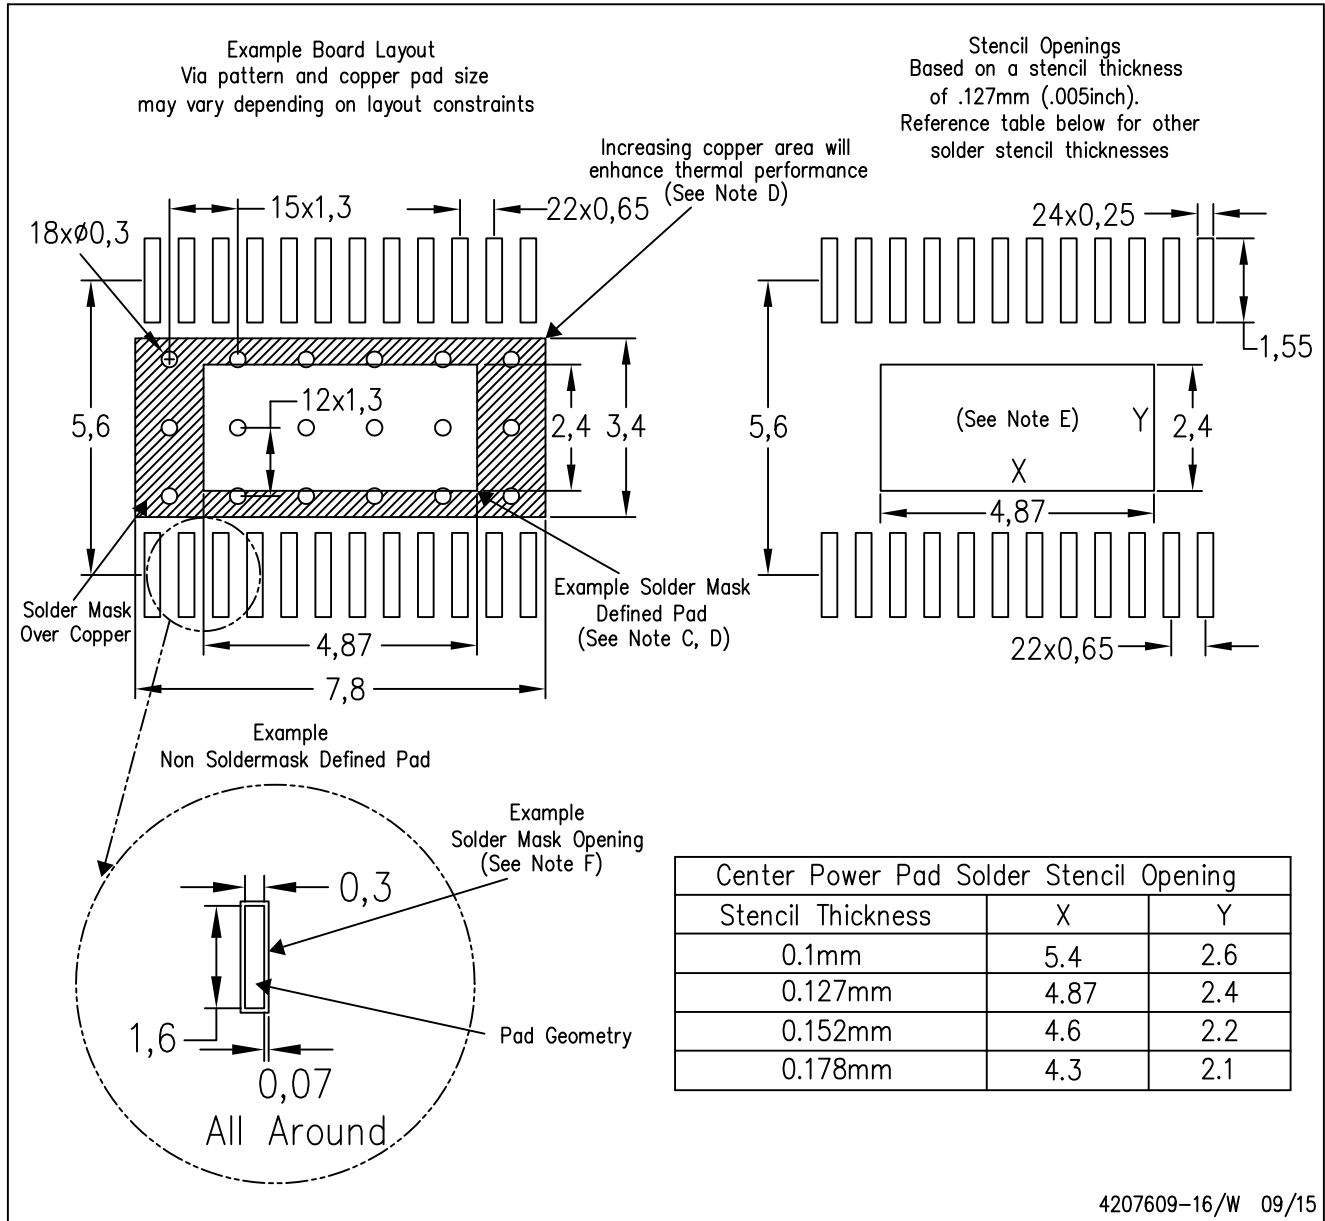 Example Board Layout
Via pattern and copper pad size
may vary depending on layout constraints
Stencil Openings
Based on a stencil thickness
of .127mm (.005inch).
Reference table below for other
solder stencil thicknesses
Increasing copper area will
enhance thermal performance
(See Note D)
15x1,3
22x0,65
18xø0,3
24x0,25
1,55
5,6
12x1,3
2,4
3,4
5,6
(See Note E)
Y
2,4
X
4,87
Solder Mask
Over Copper
Example Solder Mask
Defined Pad
(See Note C, D)
4,87
7,8
22x0,65
Example
Non Soldermask Defined Pad
Example
Solder Mask Opening
(See Note F)
0,3
1,6
Pad Geometry
0,07
All Around
Center Power Pad Solder Stencil Opening
Stencil Thickness X Y
0.1mm 5.4 2.6
0.127mm 4.87 2.4
0.152mm 4.6 2.2
0.178mm 4.3 2.1
4207609-16/W 09/15